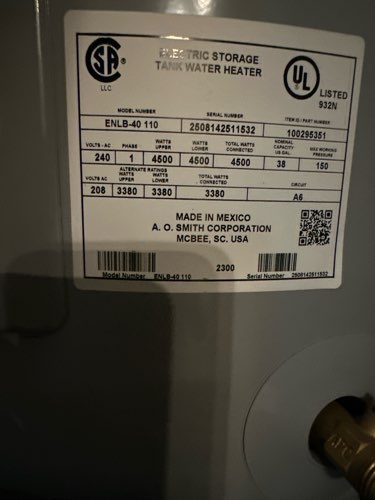 SA
LLC
ELECTRIC STORAGE
TANK WATER HEATER
UL
LISTED
932N
MODEL NUMBER SERIAL NUMBER ITEM ID / PART NUMBER
ENLB-40 110 2508142511532 100295351
VOLTS - AC PHASE WATTS UPPER WATTS LOWER TOTAL WATTS CONNECTED NOMINAL CAPACITY US GAL. MAX WORKING PRESSURE
240 1 4500 4500 4500 38 150
VOLTS AC ALTERNATE RATINGS WATTS UPPER WATTS LOWER TOTAL WATTS CONNECTED CIRCUIT
208 3380 3380 3380 A6
MADE IN MEXICO
A. O. SMITH CORPORATION
MCBEE, SC. USA
2300
Model Number ENLB-40 110 Serial Number 2508142511532